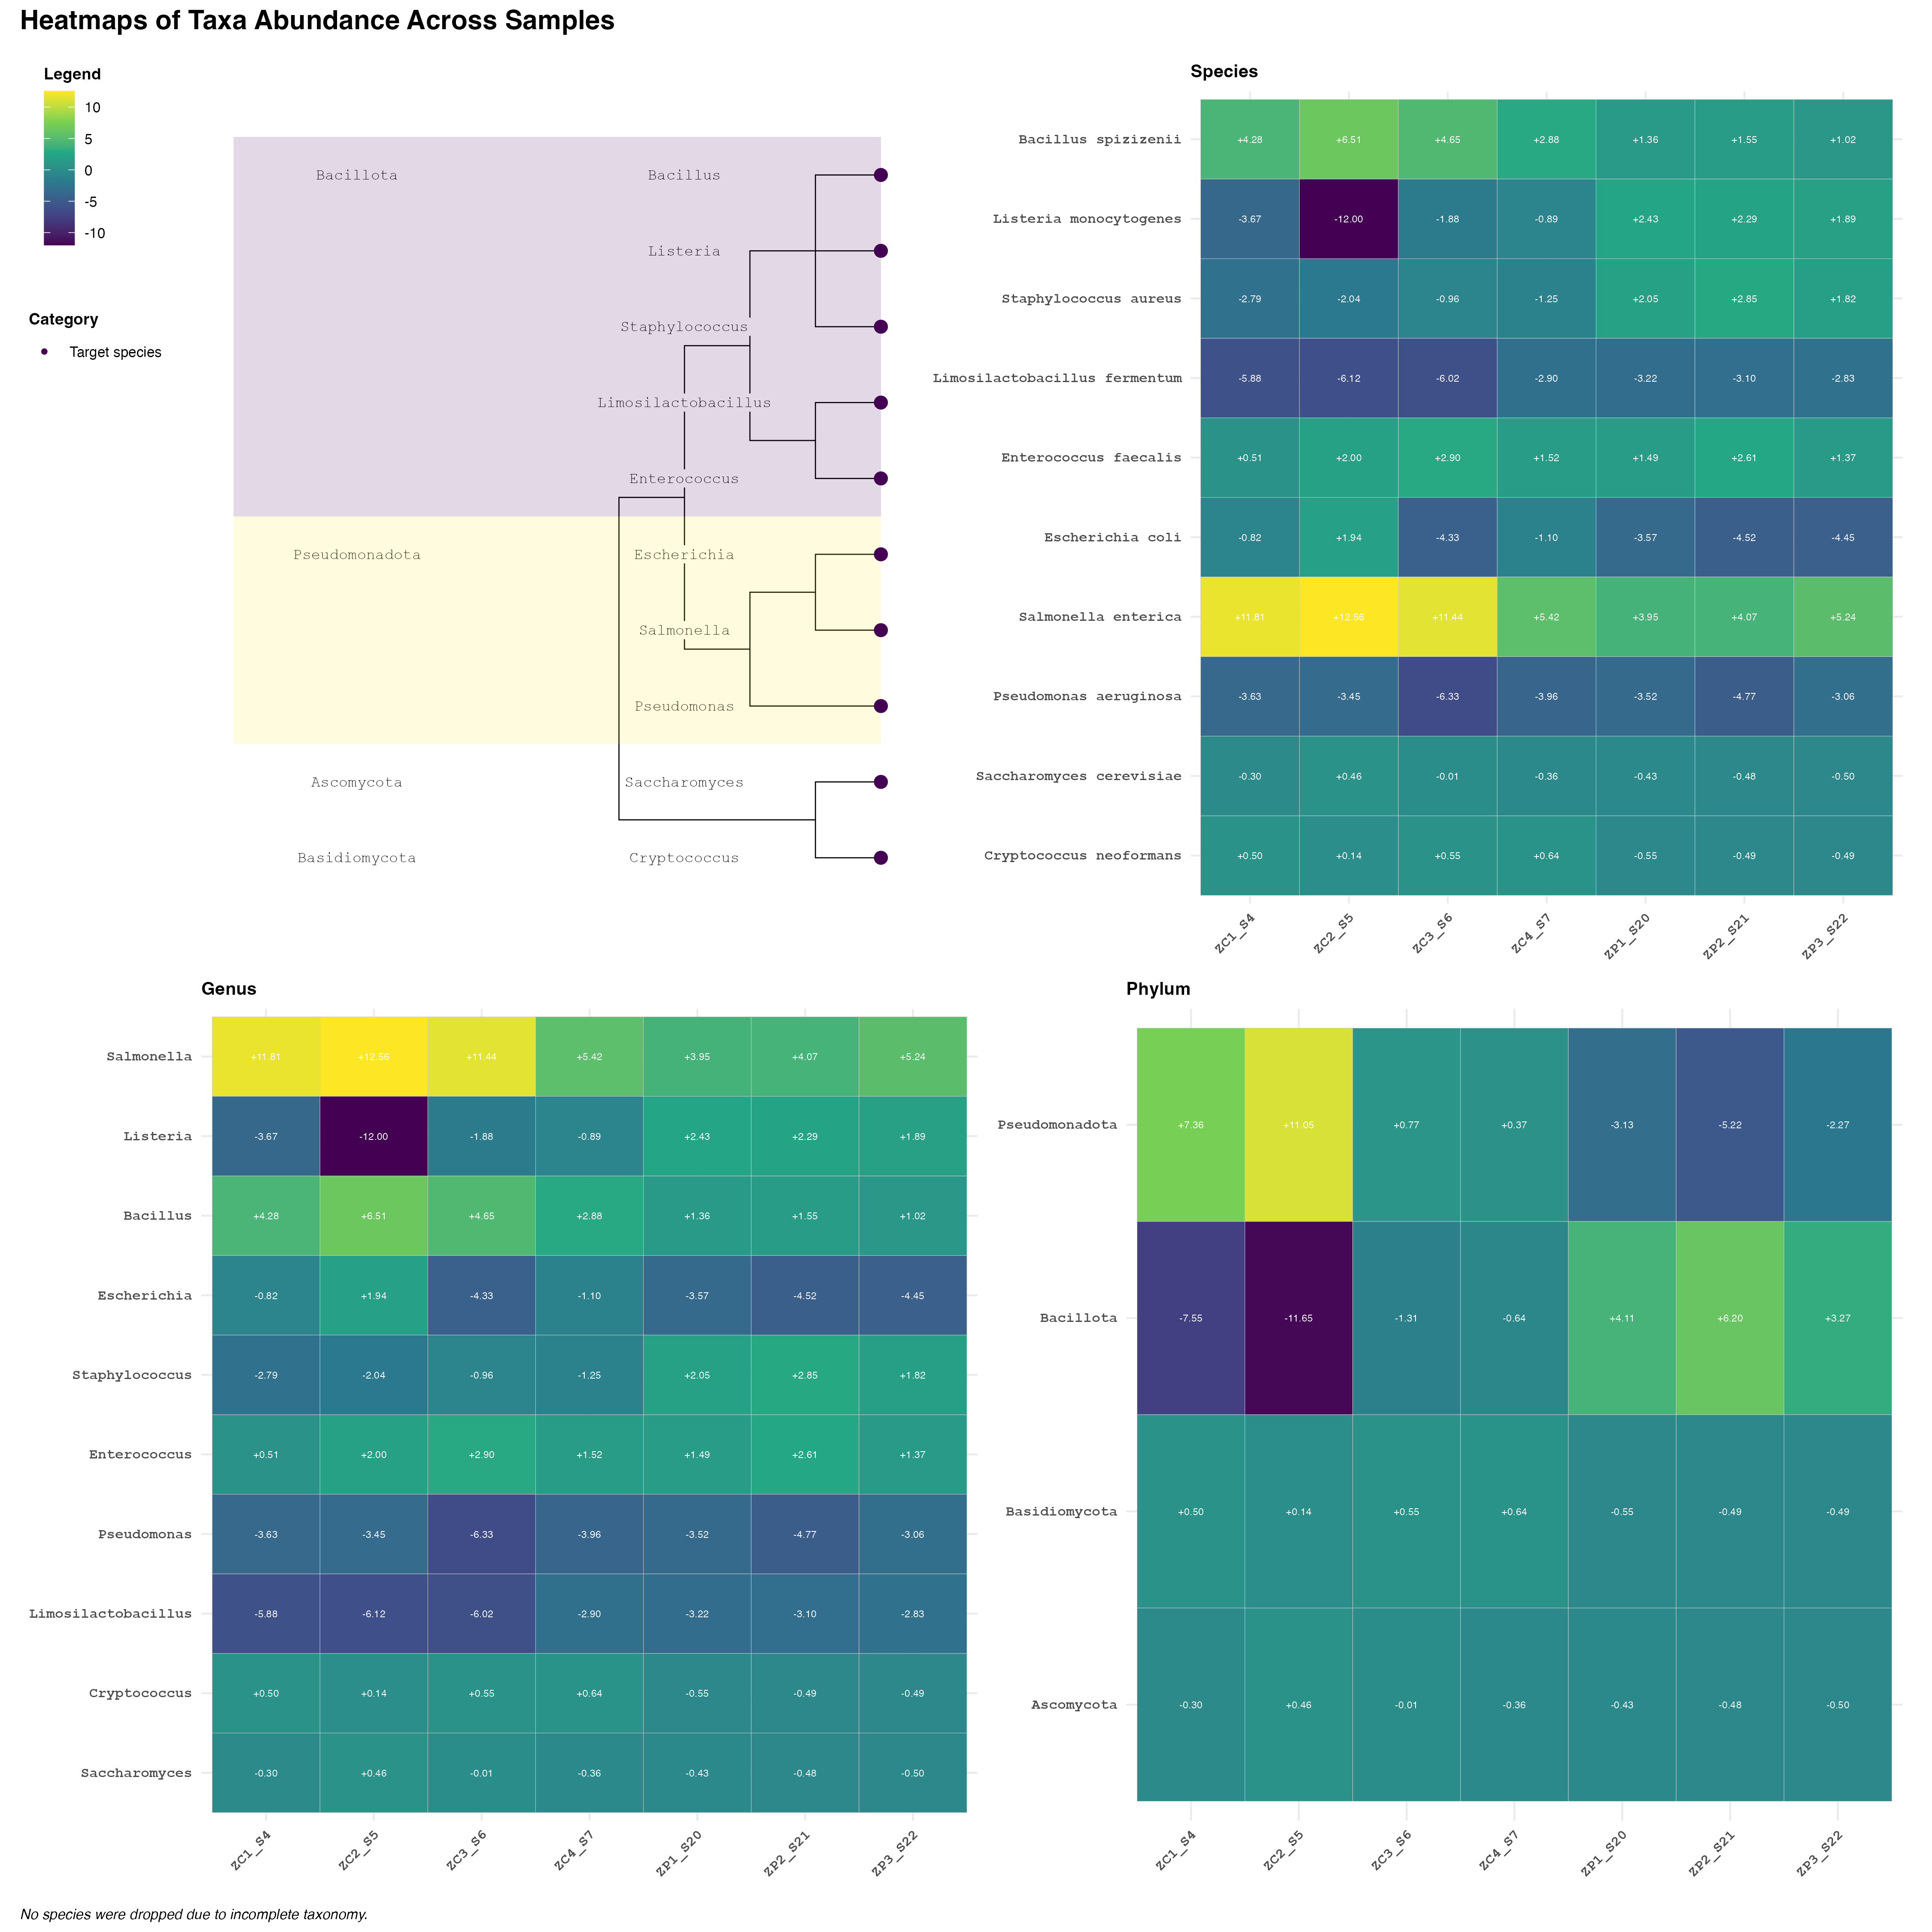 Heatmaps of Taxa Abundance Across Samples
Legend
10
5
0
-5
-10
Category
Target species
Bacillota
Bacillus
Listeria
Staphylococcus
Limosilactobacillus
Enterococcus
Pseudomonadota
Escherichia
Salmonella
Pseudomonas
Ascomycota
Saccharomyces
Basidiomycota
Cryptococcus
Species
Bacillus spizizenii +4.28 +6.51 +4.65 +2.88 +1.36 +1.55 +1.02
Listeria monocytogenes -3.67 -12.00 -1.88 -0.89 +2.43 +2.29 +1.89
Staphylococcus aureus -2.79 -2.04 -0.96 -1.25 +2.05 +2.85 +1.82
Limosilactobacillus fermentum -5.88 -6.12 -6.02 -2.90 -3.22 -3.10 -2.83
Enterococcus faecalis +0.51 +2.00 +2.90 +1.52 +1.49 +2.61 +1.37
Escherichia coli -0.82 +1.94 -4.33 -1.10 -3.57 -4.52 -4.45
Salmonella enterica +11.81 +12.56 +11.44 +5.42 +3.95 +4.07 +5.24
Pseudomonas aeruginosa -3.63 -3.45 -6.33 -3.96 -3.52 -4.77 -3.06
Saccharomyces cerevisiae -0.30 +0.46 -0.01 -0.36 -0.43 -0.48 -0.50
Cryptococcus neoformans +0.50 +0.14 +0.55 +0.64 -0.55 -0.49 -0.49
ZC1_S4 ZC2_S5 ZC3_S6 ZC4_S7 ZP1_S20 ZP2_S21 ZP3_S22
Genus
Salmonella +11.81 +12.56 +11.44 +5.42 +3.95 +4.07 +5.24
Listeria -3.67 -12.00 -1.88 -0.89 +2.43 +2.29 +1.89
Bacillus +4.28 +6.51 +4.65 +2.88 +1.36 +1.55 +1.02
Escherichia -0.82 +1.94 -4.33 -1.10 -3.57 -4.52 -4.45
Staphylococcus -2.79 -2.04 -0.96 -1.25 +2.05 +2.85 +1.82
Enterococcus +0.51 +2.00 +2.90 +1.52 +1.49 +2.61 +1.37
Pseudomonas -3.63 -3.45 -6.33 -3.96 -3.52 -4.77 -3.06
Limosilactobacillus -5.88 -6.12 -6.02 -2.90 -3.22 -3.10 -2.83
Cryptococcus +0.50 +0.14 +0.55 +0.64 -0.55 -0.49 -0.49
Saccharomyces -0.30 +0.46 -0.01 -0.36 -0.43 -0.48 -0.50
ZC1_S4 ZC2_S5 ZC3_S6 ZC4_S7 ZP1_S20 ZP2_S21 ZP3_S22
Phylum
Pseudomonadota +7.36 +11.05 +0.77 +0.37 -3.13 -5.22 -2.27
Bacillota -7.55 -11.65 -1.31 -0.64 +4.11 +6.20 +3.27
Basidiomycota +0.50 +0.14 +0.55 +0.64 -0.55 -0.49 -0.49
Ascomycota -0.30 +0.46 -0.01 -0.36 -0.43 -0.48 -0.50
ZC1_S4 ZC2_S5 ZC3_S6 ZC4_S7 ZP1_S20 ZP2_S21 ZP3_S22
No species were dropped due to incomplete taxonomy.